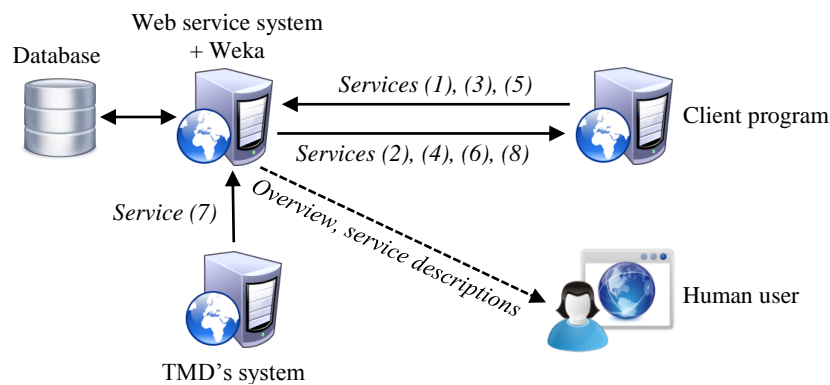 Web service system
+ Weka
Database
Services (1), (3), (5)
Client program
Services (2), (4), (6), (8)
Service (7)
Overview, service descriptions
Human user
TMD's system